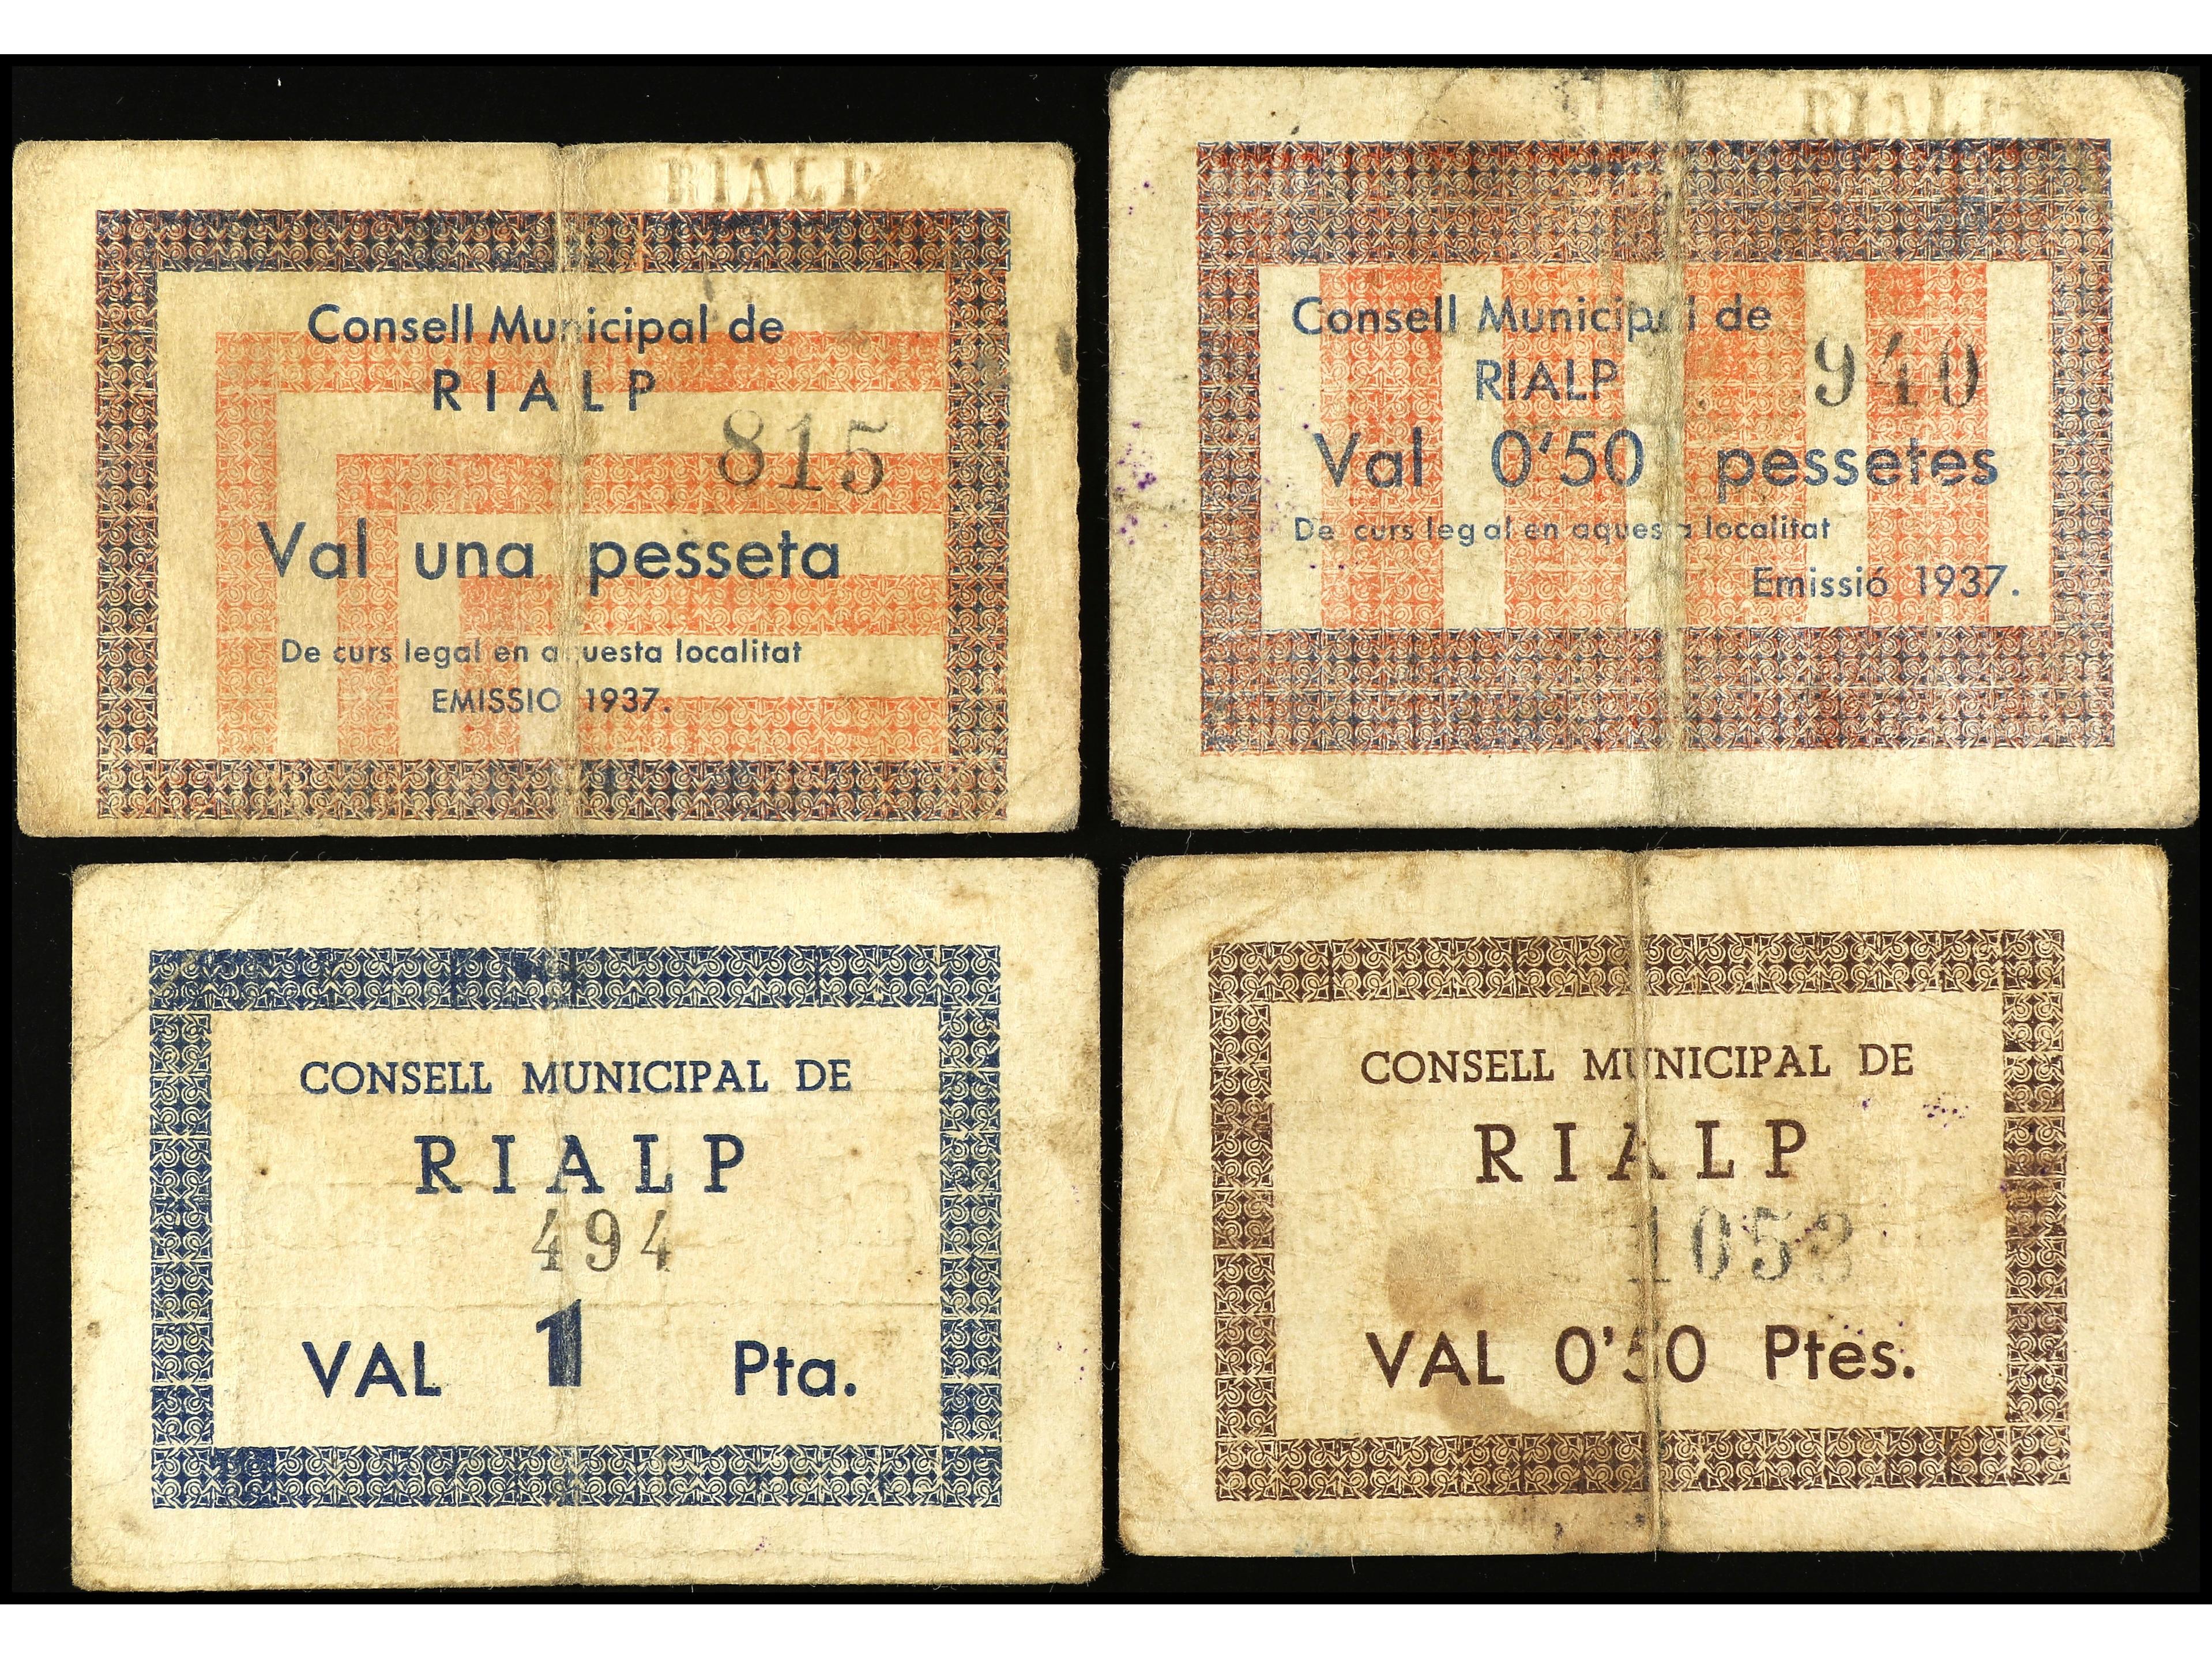 RIALP
Consell Municipal de
RIALP
815
Val una pesseta
De curs legal en aquesta localitat
EMISSIO 1937.
RIALP
Consell Municipal de
RIALP
940
Val 0'50 pessetes
De curs legal en aquesta localitat
Emissió 1937.
CONSELL MUNICIPAL DE
RIALP
494
VAL 1 Pta.
CONSELL MUNICIPAL DE
RIALP
1053
VAL 0'50 Ptes.